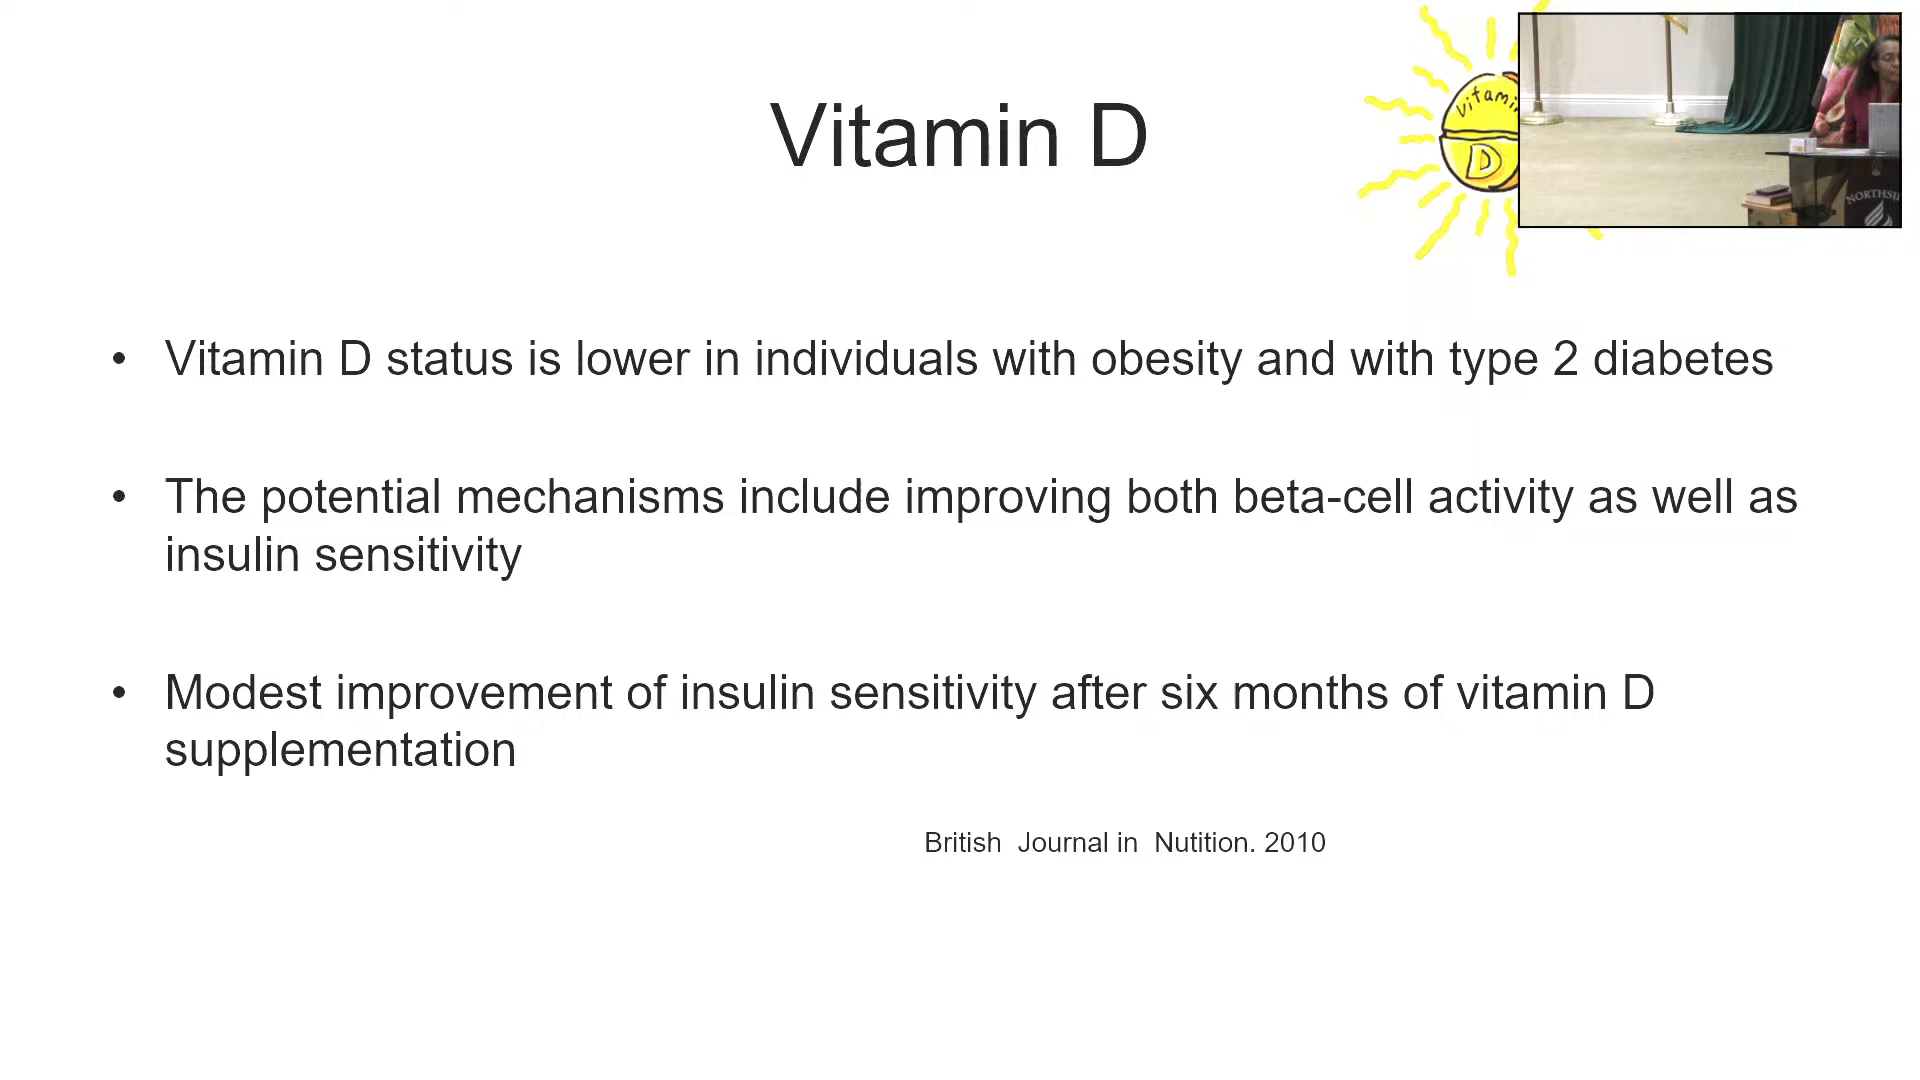 Vitamin D
D
• Vitamin D status is lower in individuals with obesity and with type 2 diabetes
• The potential mechanisms include improving both beta-cell activity as well as
insulin sensitivity
• Modest improvement of insulin sensitivity after six months of vitamin D
supplementation
British Journal in Nutition. 2010